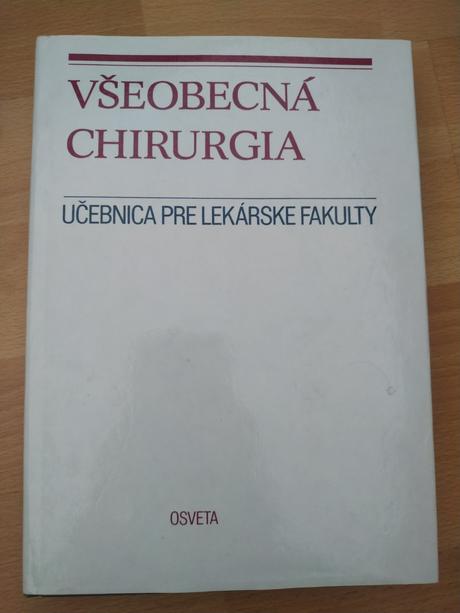 VŠEOBECNÁ
CHIRURGIA
UČEBNICA PRE LEKÁRSKE FAKULTY
OSVETA